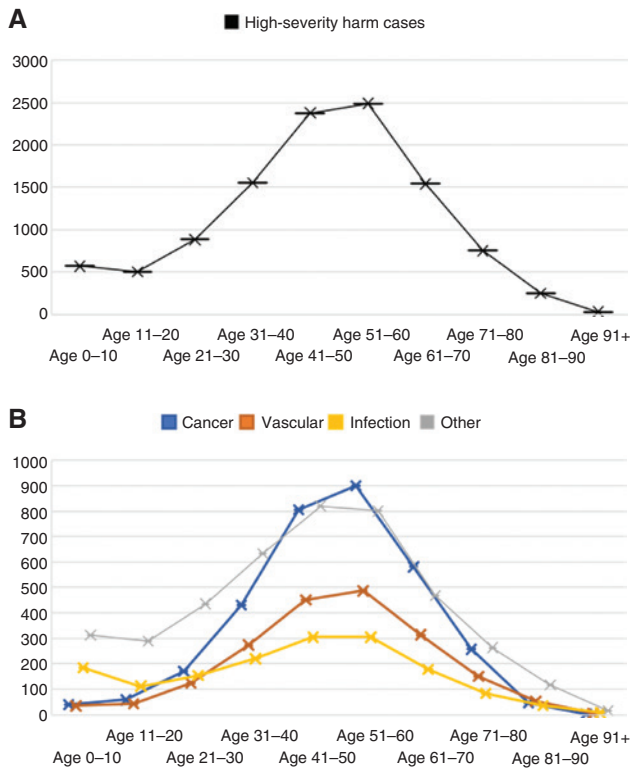 A
High-severity harm cases
3000
2500
2000
1500
1000
500
0
Age 11–20 Age 31–40 Age 51–60 Age 71–80 Age 91+
Age 0–10 Age 21–30 Age 41–50 Age 61–70 Age 81–90
B
Cancer Vascular Infection Other
1000
900
800
700
600
500
400
300
200
100
0
Age 11–20 Age 31–40 Age 51–60 Age 71–80 Age 91+
Age 0–10 Age 21–30 Age 41–50 Age 61–70 Age 81–90